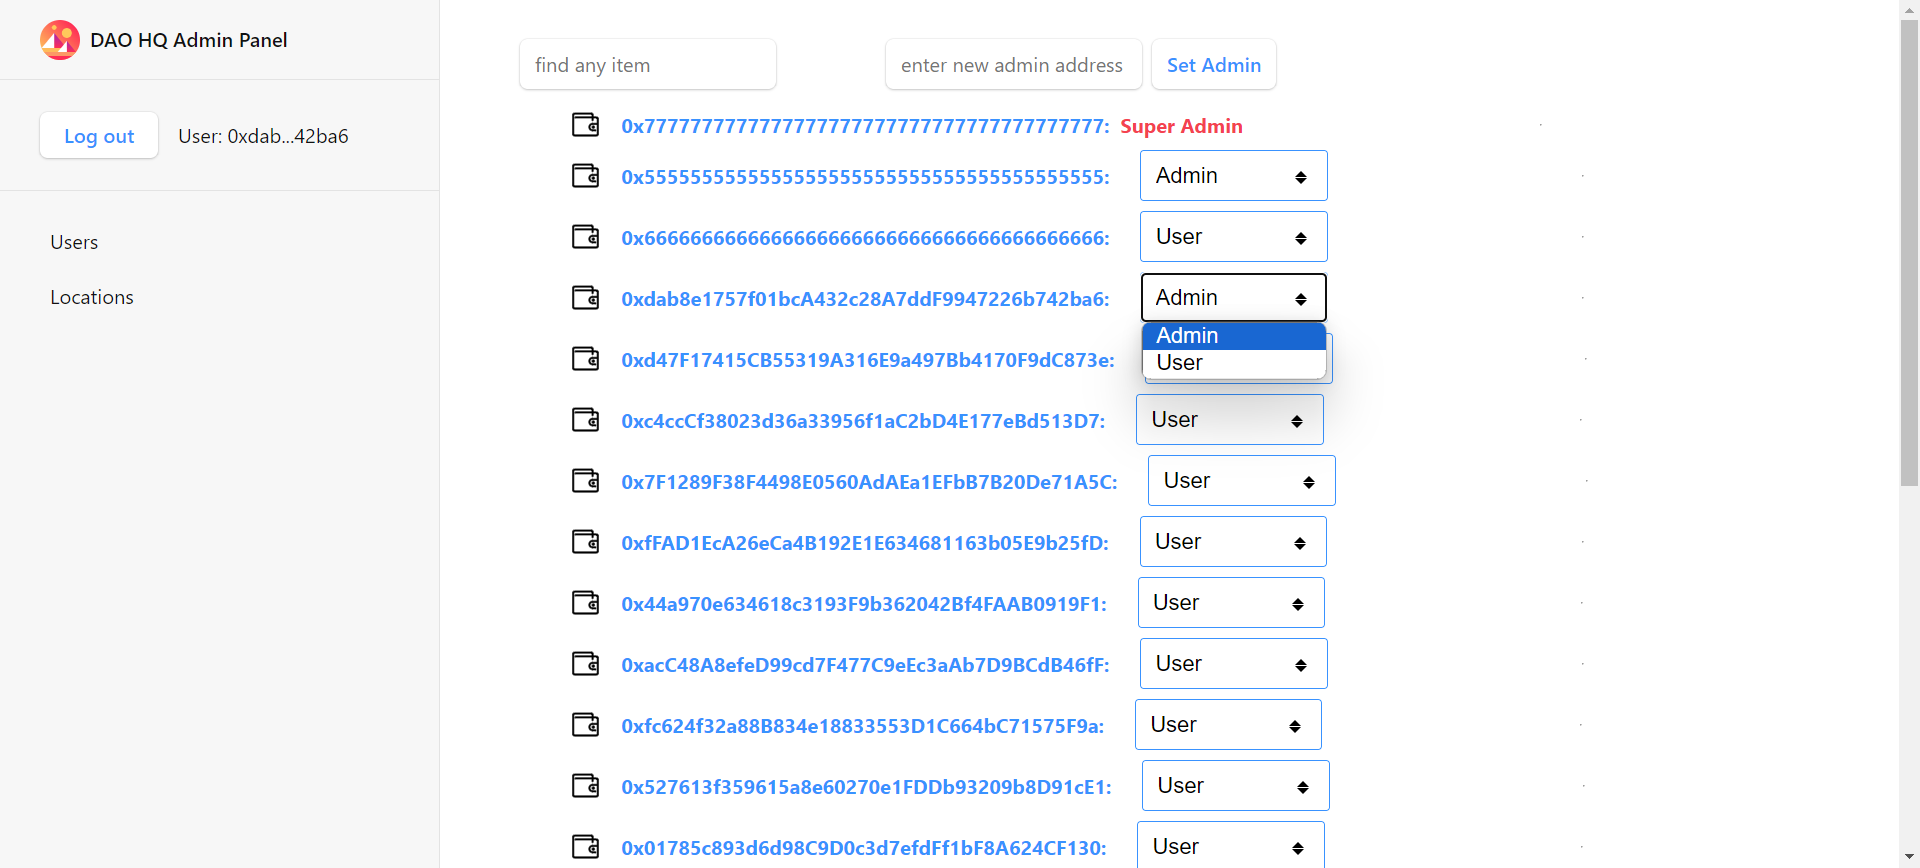 DAO HQ Admin Panel
Log out
User: 0xdab...42ba6
Users
Locations
find any item
enter new admin address
Set Admin
0x7777777777777777777777777777777777777777: Super Admin
0x5555555555555555555555555555555555555555: Admin
0x6666666666666666666666666666666666666666: User
0xdab8e1757f01bcA432c28A7ddF9947226b742ba6: Admin
Admin
User
0xd47F17415CB55319A316E9a497Bb4170F9dC873e:
0xc4ccCf38023d36a33956f1aC2bD4E177eBd513D7: User
0x7F1289F38F4498E0560AdAEa1EFbB7B20De71A5C: User
0xfFAD1EcA26eCa4B192E1E634681163b05E9b25fD: User
0x44a970e634618c3193F9b362042Bf4FAAB0919F1: User
0xacC48A8efeD99cd7F477C9eEc3aAb7D9BCdB46fF: User
0xfc624f32a88B834e18833553D1C664bC71575F9a: User
0x527613f359615a8e60270e1FDDb93209b8D91cE1: User
0x01785c893d6d98C9D0c3d7efdFf1bF8A624CF130: User